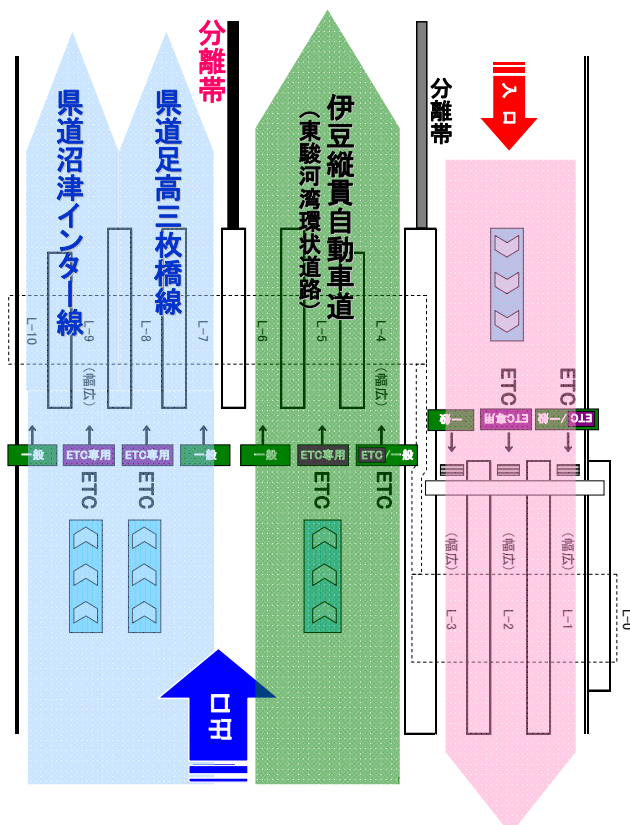 分離帯
分離帯
入口
県道沼津インター線
県道足高三枚橋線
伊豆縦貫自動車道
（東駿河湾環状道路）
L-10
L-9
（幅広）
L-8
L-7
L-6
L-5
L-4
（幅広）
ETC
ETC
一般
ETC専用
ETC/一般
一般
ETC専用
ETC専用
一般
一般
ETC専用
ETC/一般
ETC
ETC
ETC
ETC
（幅広）
（幅広）
（幅広）
L-3
L-2
L-1
L-0
出口